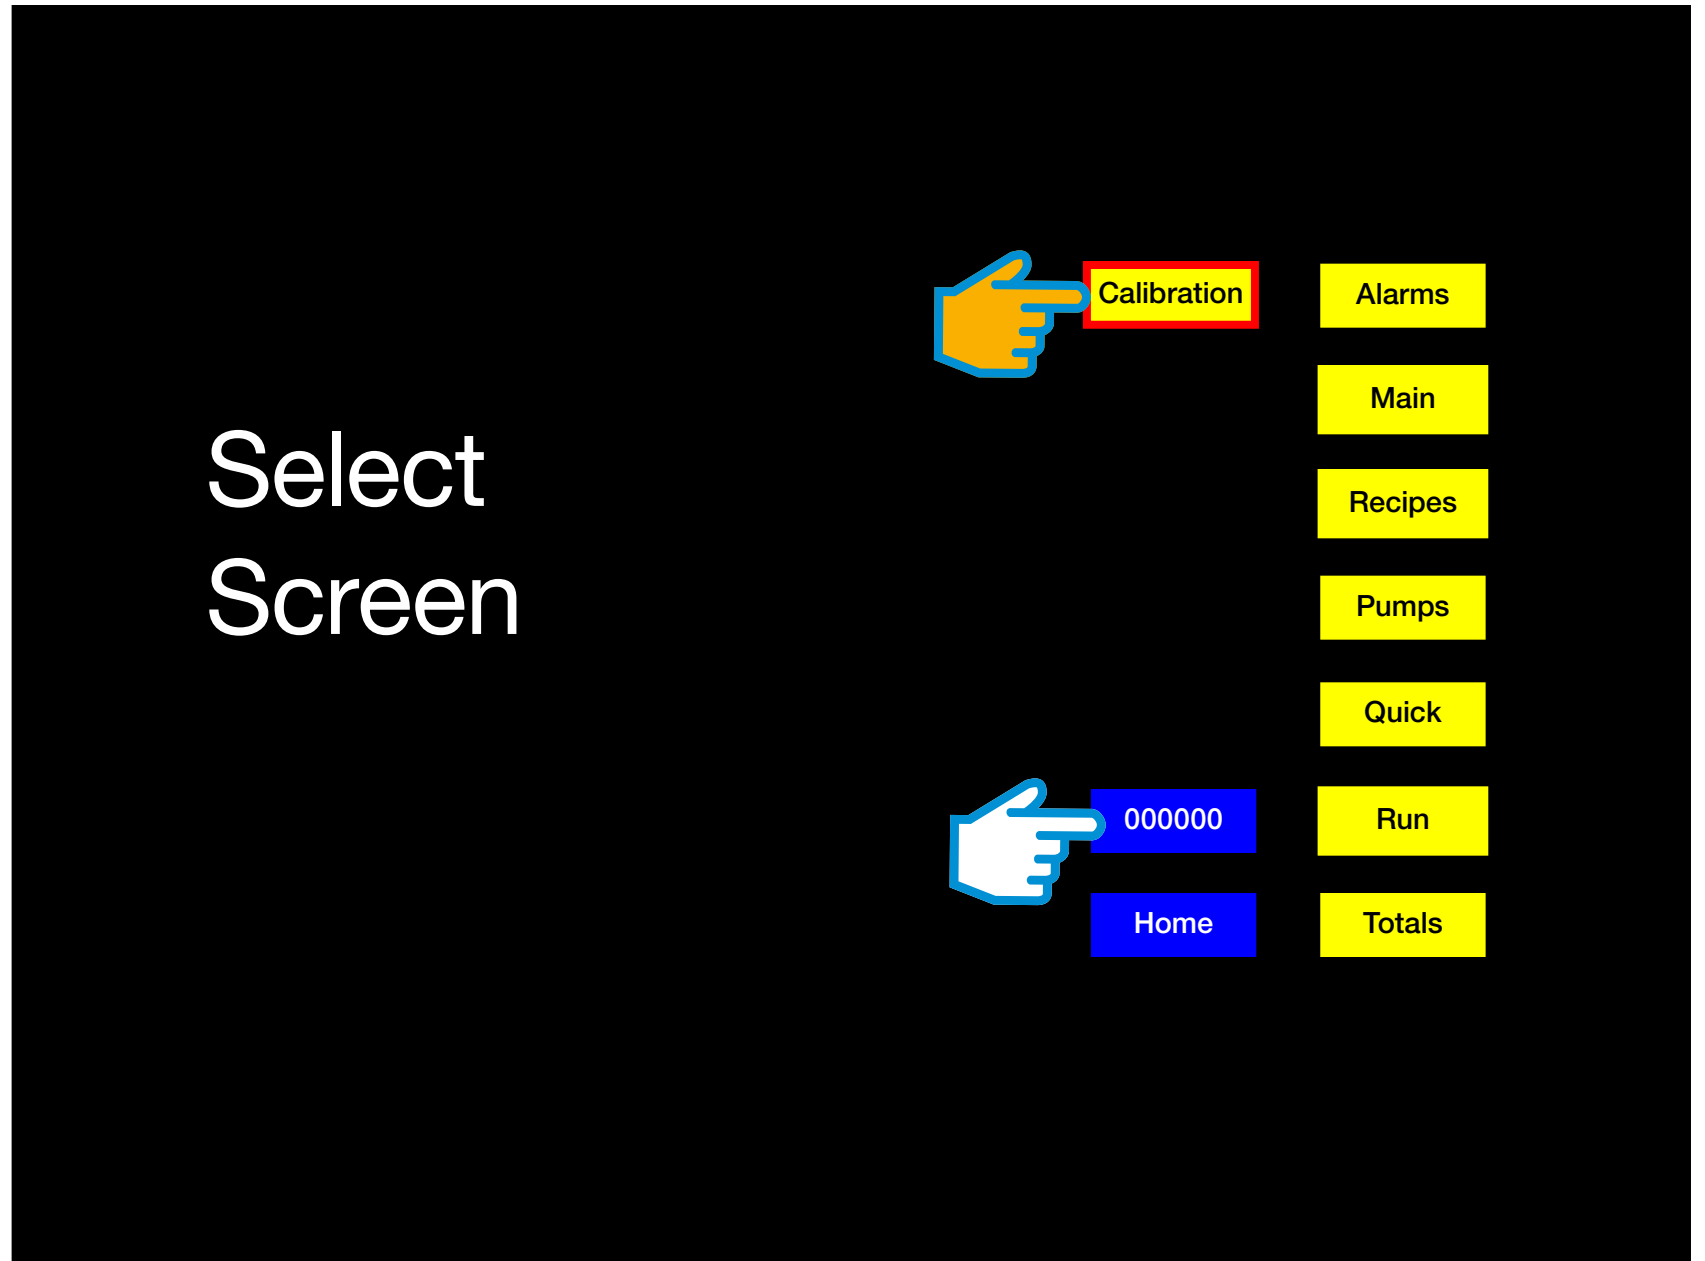 Select
Screen
Calibration
Alarms
Main
Recipes
Pumps
Quick
000000
Run
Home
Totals